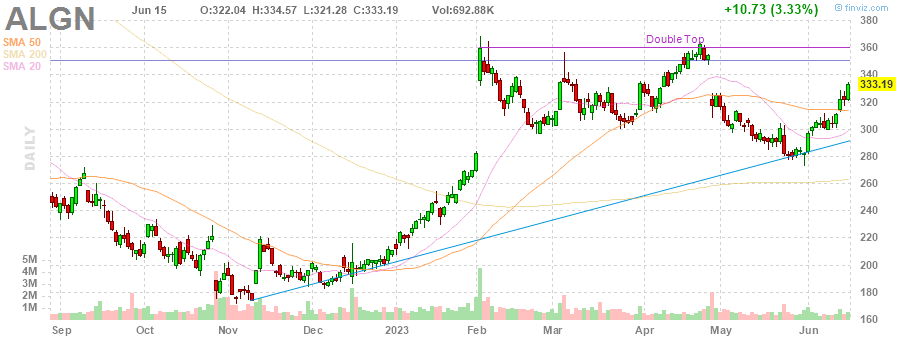 ALGN
Jun 15 O:322.04 H:334.57 L:321.28 C:333.19 Vol:692.88K +10.73 (3.33%)
© finviz.com
SMA 50
SMA 200
SMA 20
DAILY
Double Top
380
360
340
333.19
320
300
280
260
240
220
200
180
160
5M
4M
3M
2M
1M
Sep Oct Nov Dec 2023 Feb Mar Apr May Jun